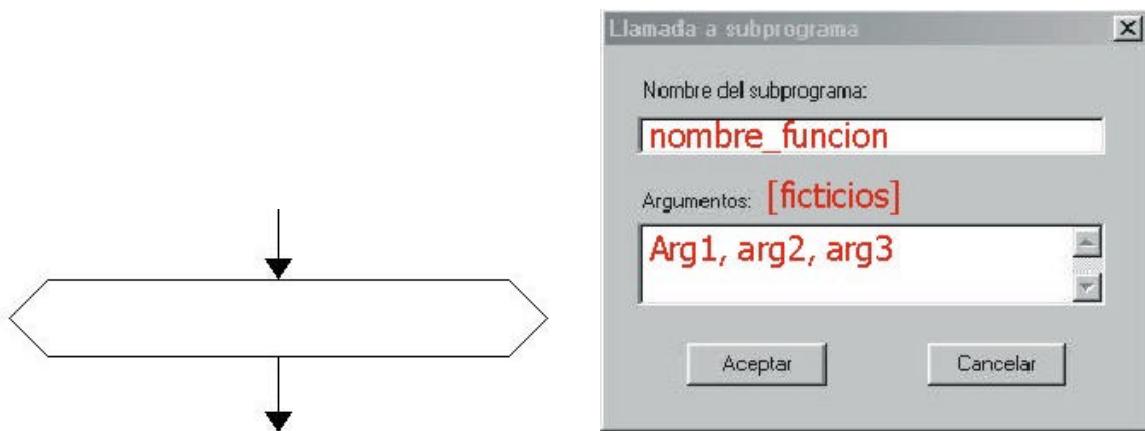 Llamada a subprograma
Nombre del subprograma:
nombre_funcion
Argumentos: [ficticios]
Arg1, arg2, arg3
Aceptar Cancelar